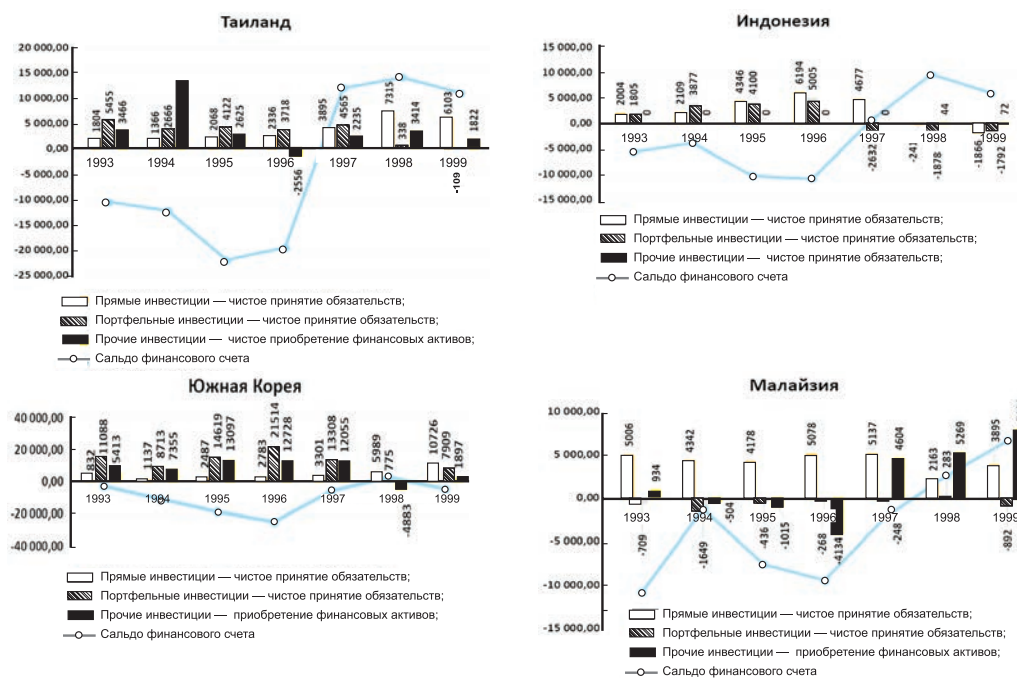 Таиланд
20 000,00
15 000,00
10 000,00
5 000,00
0,00
-5 000,00
-10 000,00
-15 000,00
-20 000,00
-25 000,00
1804 5455 3466
1366 2666
2068 4122 2625
2336 3718 -2556
3895 4565 2235
7315 338 3414
6103 -109 1822
1993 1994 1995 1996 1997 1998 1999
Прямые инвестиции — чистое принятие обязательств;
Портфельные инвестиции — чистое принятие обязательств;
Прочие инвестиции — чистое приобретение финансовых активов;
Сальдо финансового счета
Индонезия
15 000,00
10 000,00
5 000,00
0,00
-5 000,00
-10 000,00
-15 000,00
2004 1805 0
2109 3877 0
4346 4100 0
6194 5005 0
4677 -2632 0
-241 -1878 44
-1866 -1792 72
1993 1994 1995 1996 1997 1998 1999
Прямые инвестиции — чистое принятие обязательств;
Портфельные инвестиции — чистое принятие обязательств;
Прочие инвестиции — чистое принятие обязательств;
Сальдо финансового счета
Южная Корея
40 000,00
20 000,00
0,00
-20 000,00
-40 000,00
832 11088 5413
1137 8713 7355
2487 14619 13097
2783 21514 12728
3301 13308 12055
5989 775 -4883
10726 7909 1897
1993 1994 1995 1996 1997 1998 1999
Прямые инвестиции — чистое принятие обязательств;
Портфельные инвестиции — чистое принятие обязательств;
Прочие инвестиции — приобретение финансовых активов;
Сальдо финансового счета
Малайзия
10 000,00
5 000,00
0,00
-5 000,00
-10 000,00
-15 000,00
5006 -709 934
4342 -1649 -504
4178 -436 -1015
5078 -268 -4134
5137 -248 4604
2163 283 5269
3895 -892
1993 1994 1995 1996 1997 1998 1999
Прямые инвестиции — чистое принятие обязательств;
Портфельные инвестиции — чистое принятие обязательств;
Прочие инвестиции — приобретение финансовых активов;
Сальдо финансового счета